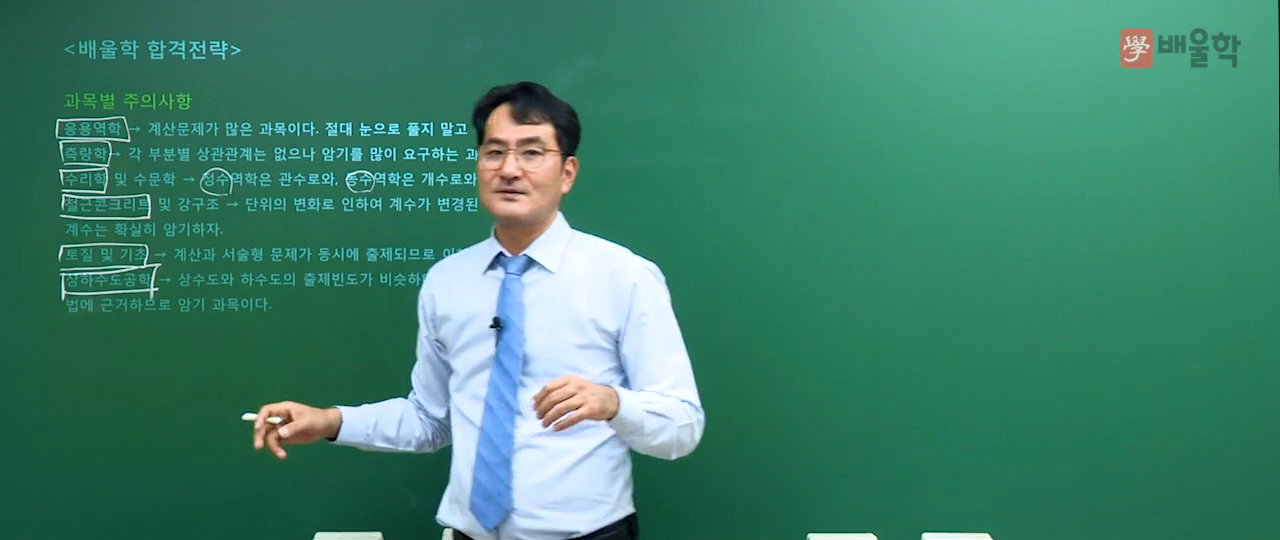 <배울학 합격전략>
學 배울학
과목별 주의사항
응용역학 → 계산문제가 많은 과목이다. 절대 눈으로 풀지 말고
측량학 → 각 부분별 상관관계는 없으나 암기를 많이 요구하는 과
수리학 및 수문학 → 정수역학은 관수로와, 동수역학은 개수로와
철근콘크리트 및 강구조 → 단위의 변화로 인하여 계수가 변경된
계수는 확실히 암기하자.
토질 및 기초 → 계산과 서술형 문제가 동시에 출제되므로
상하수도공학 → 상수도와 하수도의 출제빈도가 비슷하
법에 근거하므로 암기 과목이다.